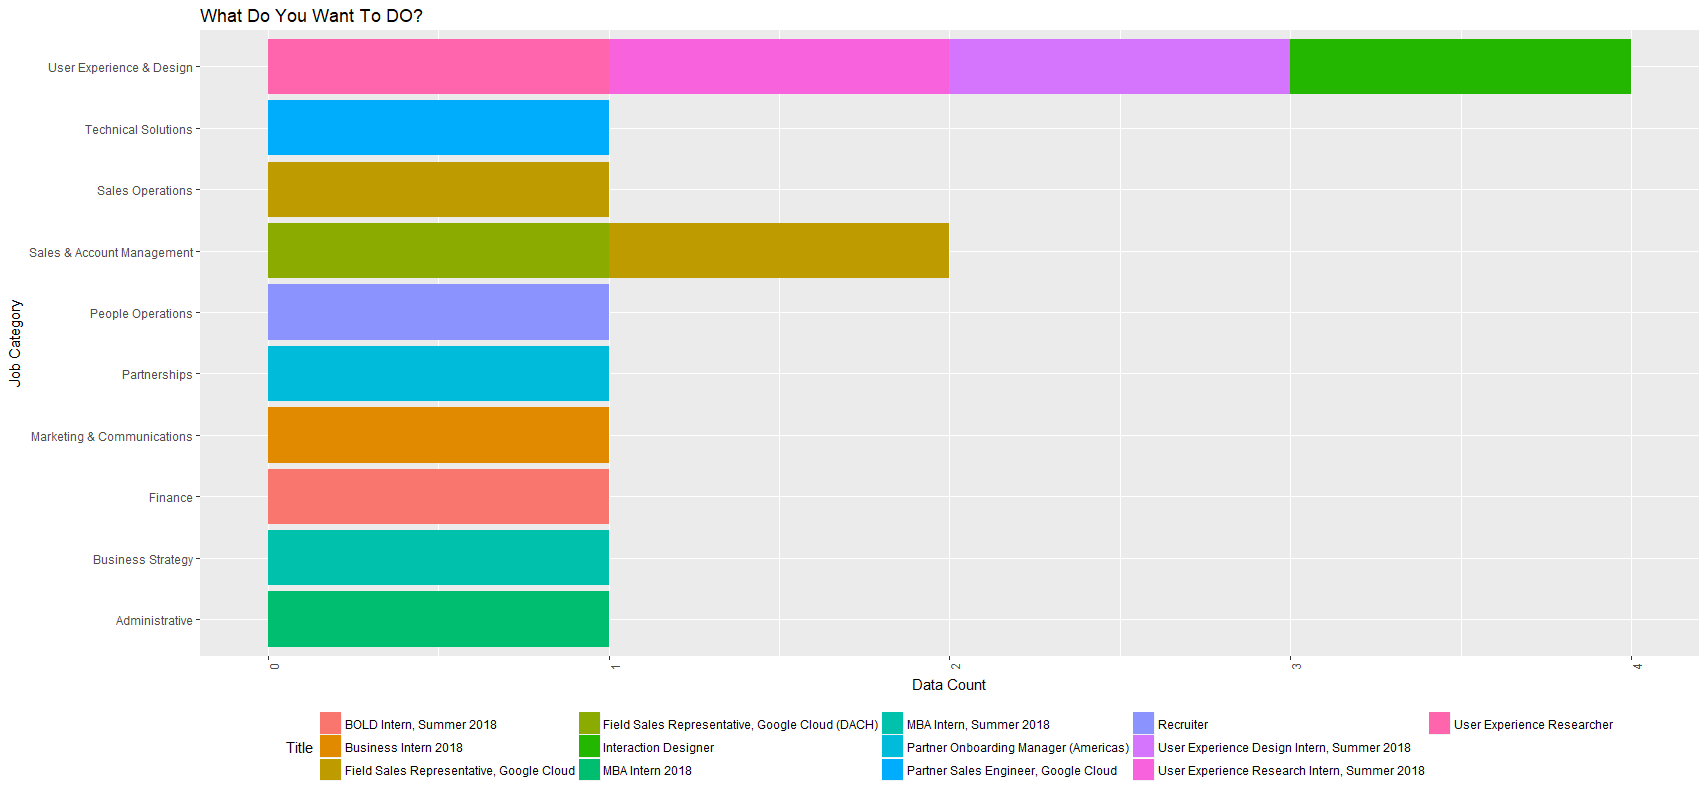 What Do You Want To DO?
User Experience & Design
Technical Solutions
Sales Operations
Sales & Account Management
People Operations
Partnerships
Marketing & Communications
Finance
Business Strategy
Administrative
Job Category
0 1 2 3 4
Data Count
Title
BOLD Intern, Summer 2018
Business Intern 2018
Field Sales Representative, Google Cloud
Field Sales Representative, Google Cloud (DACH)
Interaction Designer
MBA Intern 2018
MBA Intern, Summer 2018
Partner Onboarding Manager (Americas)
Partner Sales Engineer, Google Cloud
Recruiter
User Experience Design Intern, Summer 2018
User Experience Research Intern, Summer 2018
User Experience Researcher